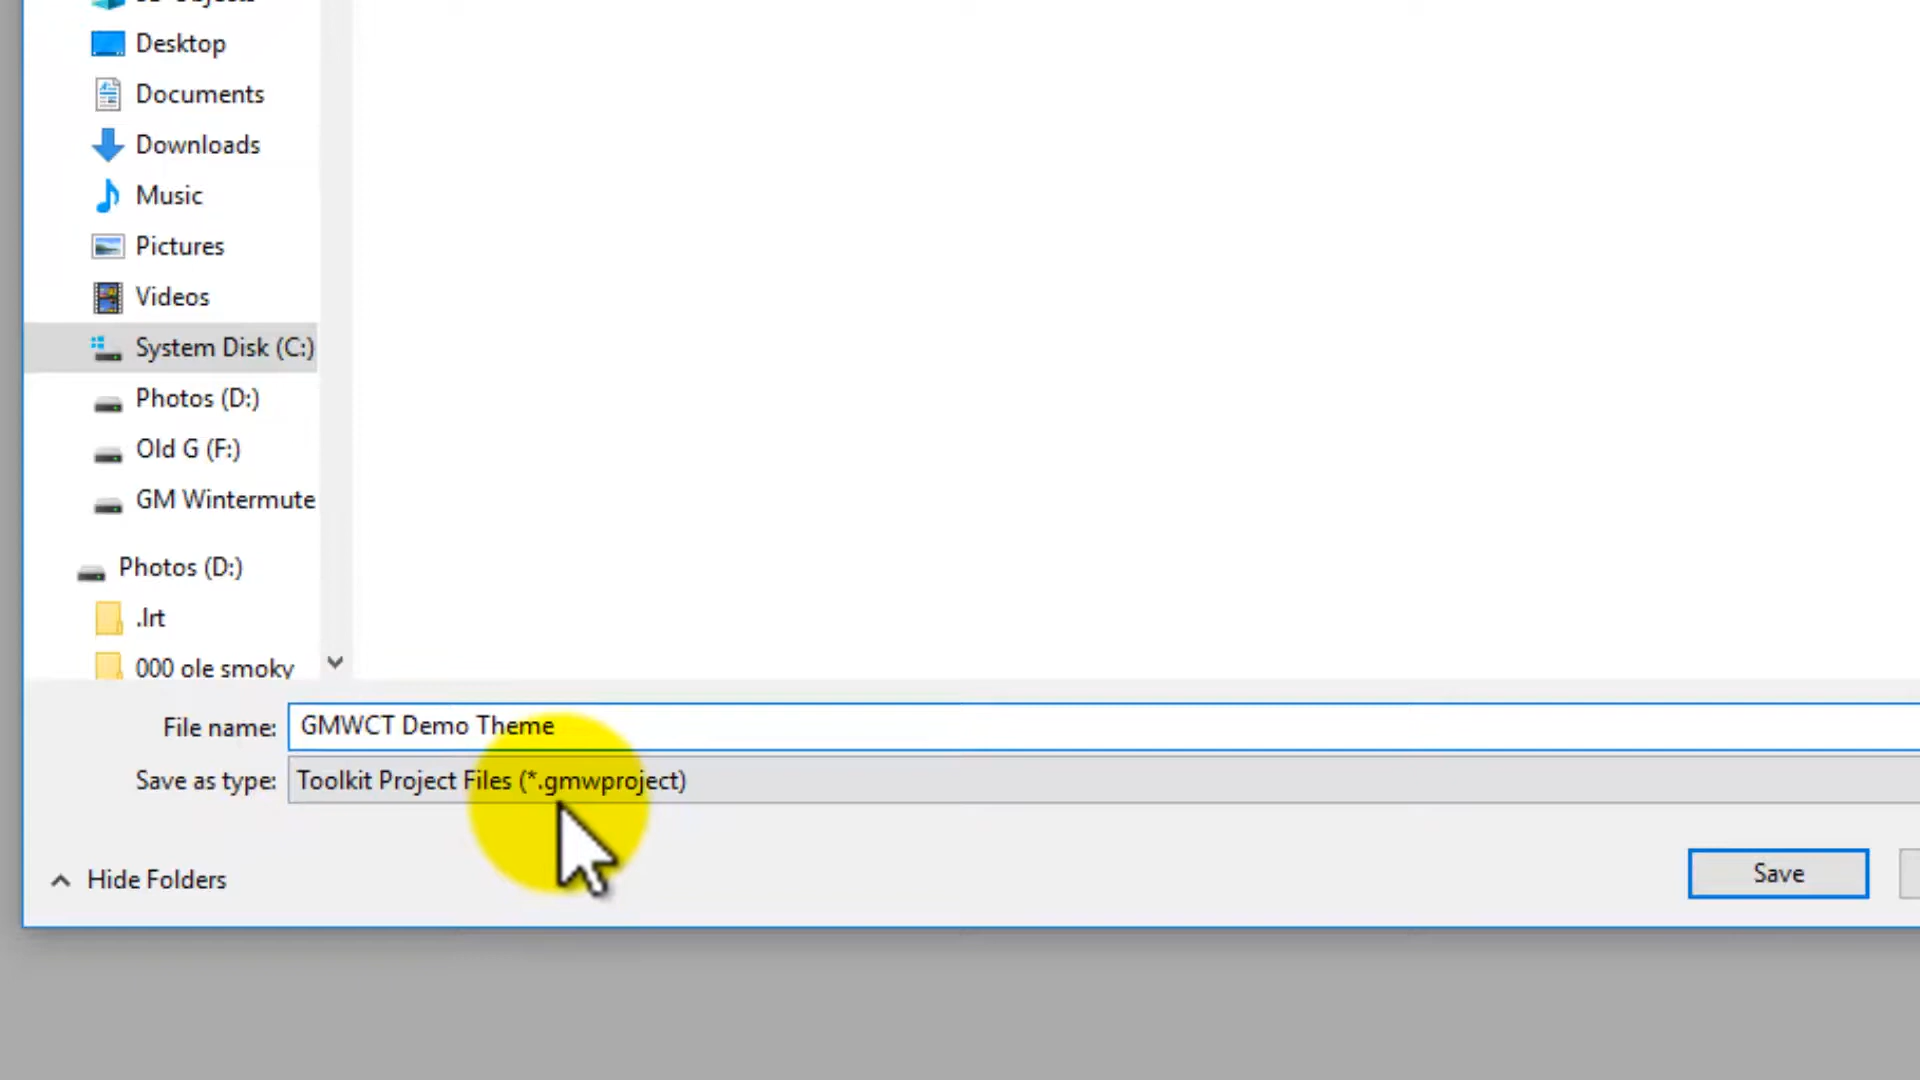 Desktop
Documents
Downloads
Music
Pictures
Videos
System Disk (C:)
Photos (D:)
Old G (F:)
GM Wintermute
Photos (D:)
.lrt
000 ole smoky
File name: GMWCT Demo Theme
Save as type: Toolkit Project Files (*.gmwproject)
Hide Folders
Save